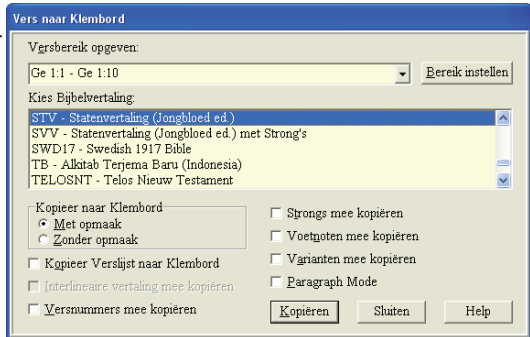 Vers naar Klembord
Versbereik opgeven:
Ge 1:1 - Ge 1:10
Bereik instellen
Kies Bijbelvertaling:
STV - Statenvertaling (Jongbloed ed.)
SVV - Statenvertaling (Jongbloed ed.) met Strong's
SWD17 - Swedish 1917 Bible
TB - Alkitab Terjema Baru (Indonesia)
TELOSNT - Telos Nieuw Testament
Kopieer naar Klembord
Met opmaak
Zonder opmaak
Kopieer Verslijst naar Klembord
Interlineaire vertaling mee kopiëren
Versnummers mee kopiëren
Strongs mee kopiëren
Voetnoten mee kopiëren
Varianten mee kopiëren
Paragraph Mode
Kopiëren
Sluiten
Help